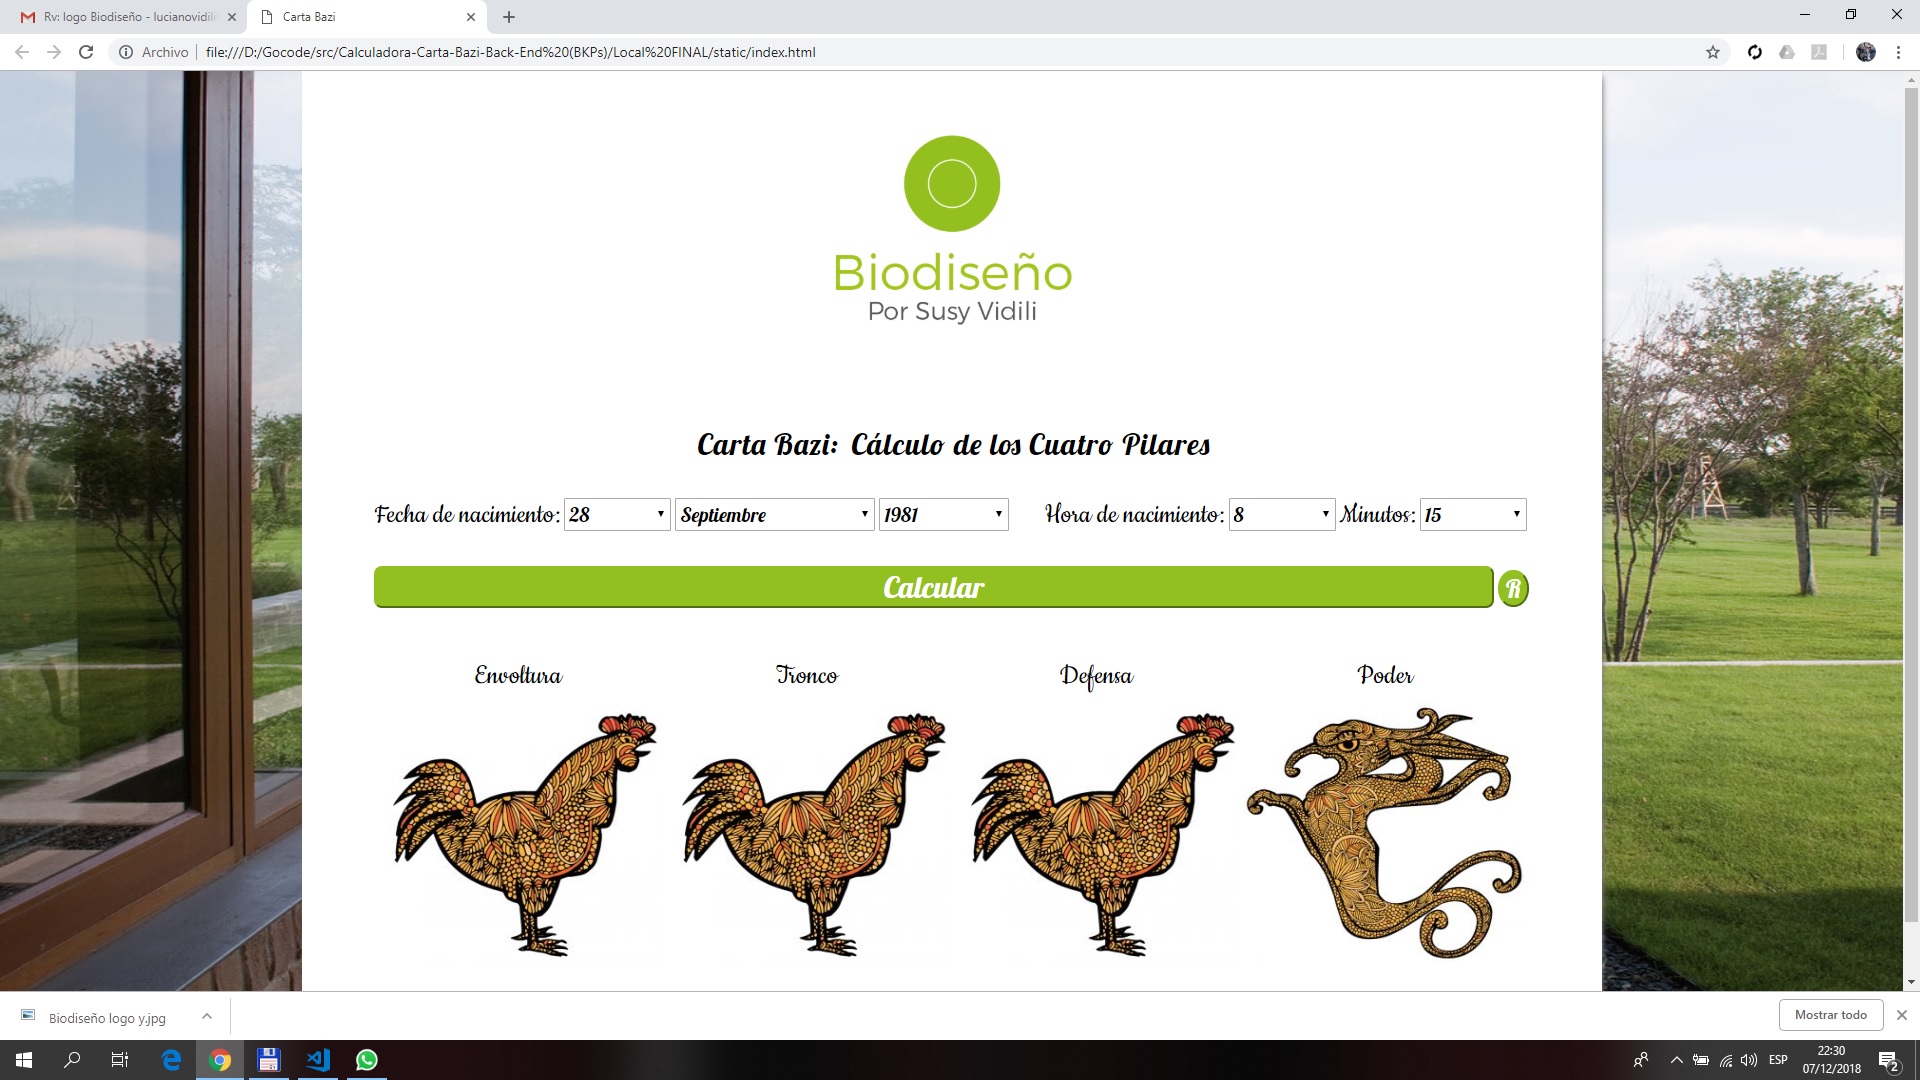 Rv: logo Biodiseño - lucianovidili
Carta Bazi
Archivo
file:///D:/Gocode/src/Calculadora-Carta-Bazi-Back-End%20(BKPs)/Local%20FINAL/static/index.html
Biodiseño
Por Susy Vidili
Carta Bazi: Cálculo de los Cuatro Pilares
Fecha de nacimiento: 28 Septiembre 1981 Hora de nacimiento: 8 Minutos: 15
Calcular R
Envoltura Tronco Defensa Poder
Biodiseño logo y.jpg
Mostrar todo
ESP
22:30
07/12/2018
2